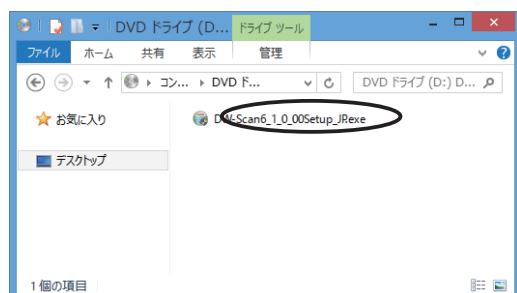 DVD ドライブ (D... ドライブ ツール
ファイル ホーム 共有 表示 管理
コン... DVD ド... DVD ドライブ (D:) D...
お気に入り
DW-Scan6_1_0_00Setup_JP.exe
デスクトップ
1 個の項目